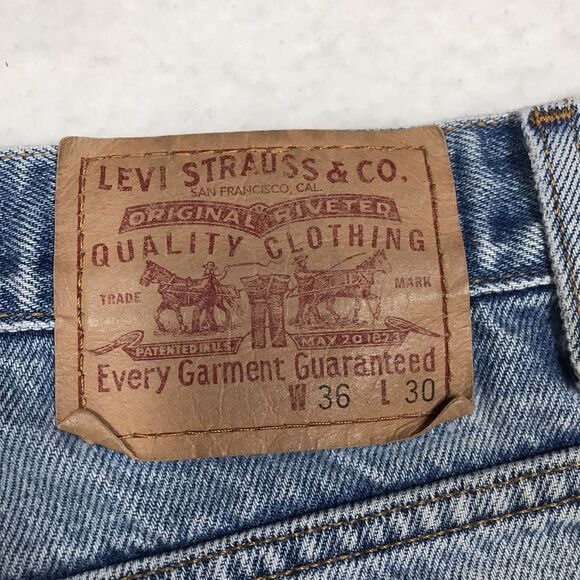 LEVI STRAUSS & CO.
SAN FRANCISCO, CAL.
ORIGINAL RIVETED
QUALITY CLOTHING
TRADE MARK
PATENTED IN U.S. MAY 20 1873
Every Garment Guaranteed
W 36 L 30